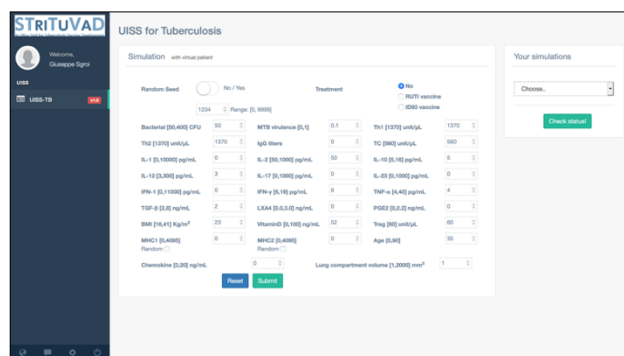 STRITUVAD
Welcome,
Giuseppe Sgroi
UISS
UISS-TB v1.0
UISS for Tuberculosis
Simulation with virtual patient
Random Seed No / Yes Treatment No
RUTI vaccine
ID93 vaccine
1234 Range: [0, 9999]
Bacterial [50,400] CFU 50 MTB virulence [0,1] 0.1 Th1 [1370] unit/µL 1370
Th2 [1370] unit/µL 1370 IgG titers 0 TC [560] unit/µL 560
IL-1 [0,10000] pg/mL 0 IL-2 [50,1000] pg/mL 50 IL-10 [5,16] pg/mL 5
IL-12 [3,300] pg/mL 3 IL-17 [0,1000] pg/mL 0 IL-23 [0,1000] pg/mL 0
IFN-1 [0,11000] pg/mL 0 IFN-γ [6,19] pg/mL 6 TNF-α [4,40] pg/mL 4
TGF-β [2,8] ng/mL 2 LXA4 [0.0,3.0] ng/mL 0 PGE2 [0,2.2] ng/mL 0
BMI [16,41] Kg/m² 23 VitaminD [0,100] ng/mL 52 Treg [60] unit/µL 60
MHC1 [0,4095] 0 MHC2 [0,4095] 0 Age [0,90] 35
Random Random
Chemokine [0,20] ng/mL 0 Lung compartment volume [1,3000] mm³ 1
Reset Submit
Your simulations
Choose..
Check status!